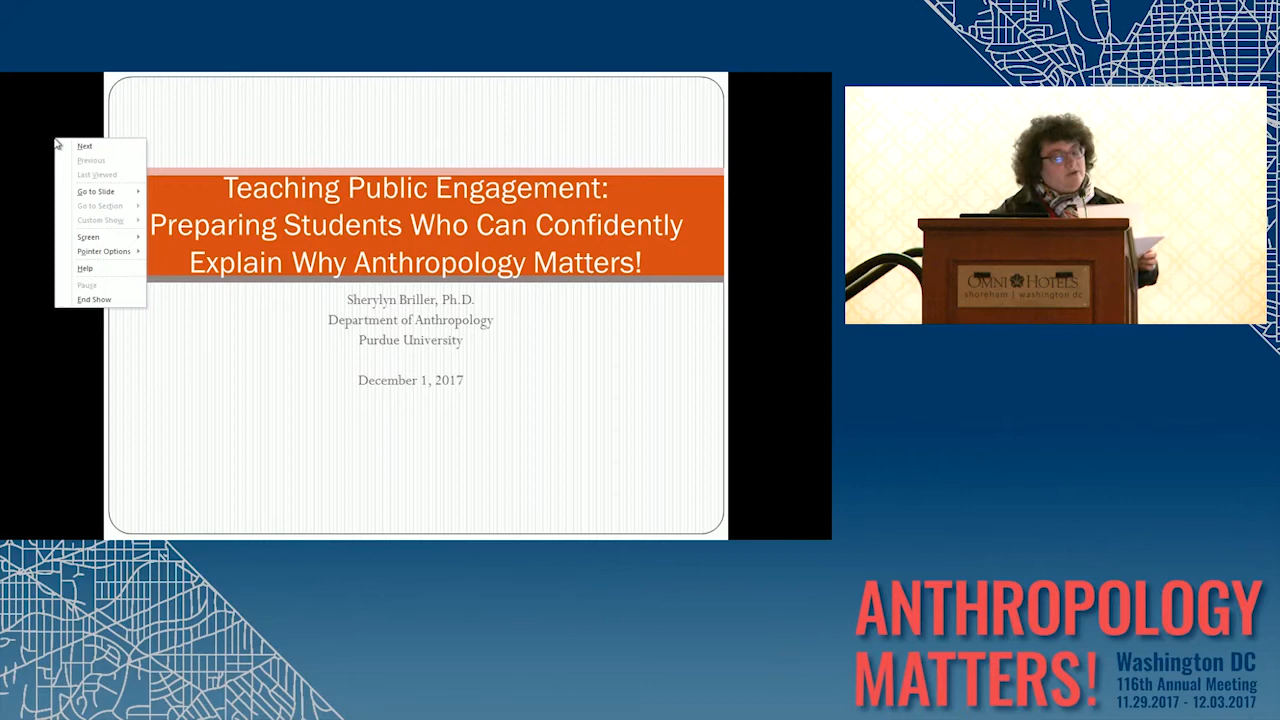 Next
Previous
Last Viewed
Go to Slide
Go to Section
Custom Show
Screen
Pointer Options
Help
Pause
End Show
Teaching Public Engagement:
Preparing Students Who Can Confidently
Explain Why Anthropology Matters!
Sherylyn Briller, Ph.D.
Department of Anthropology
Purdue University
December 1, 2017
OMNI HOTELS
shoreham | washington dc
ANTHROPOLOGY
MATTERS!
Washington DC
116th Annual Meeting
11.29.2017 - 12.03.2017